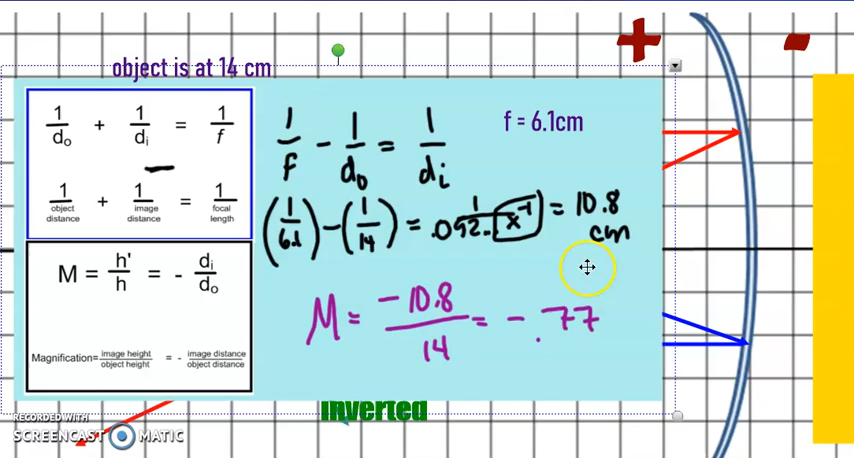 + -
object is at 14 cm
1/do + 1/di = 1/f
1/object distance + 1/image distance = 1/focal length
M = h'/h = - di/do
Magnification= image height/object height = - image distance/object distance
1/f - 1/do = 1/di
f = 6.1cm
(1/6.1) - (1/14) = .092 1 x⁻¹ = 10.8 cm
M = -10.8/14 = -.77
inverted
RECORDED WITH
SCREENCAST MATIC